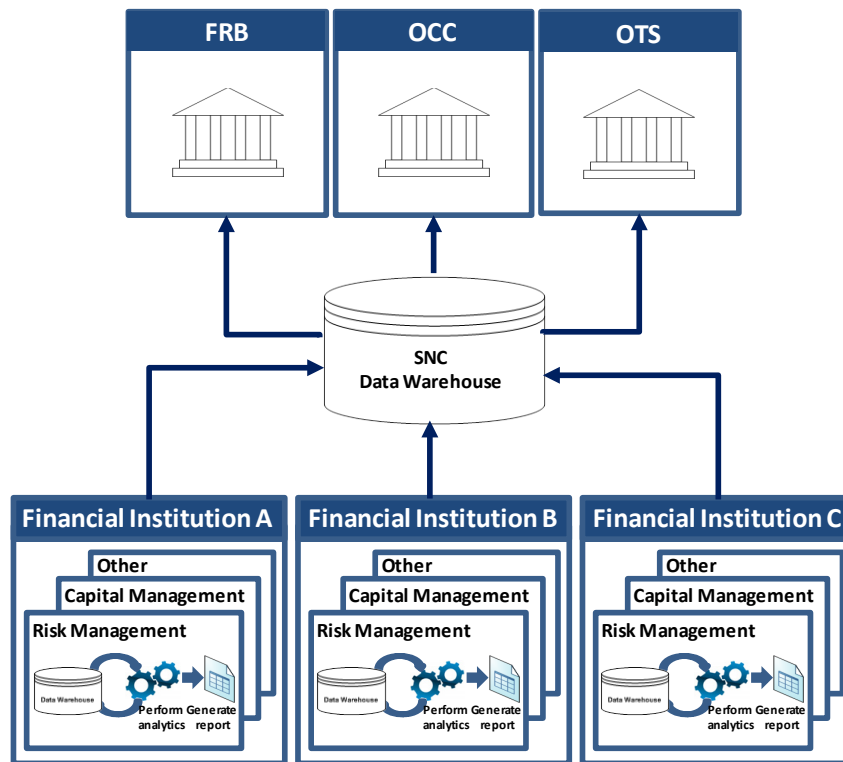 FRB
OCC
OTS
SNC
Data Warehouse
Financial Institution A
Other
Capital Management
Risk Management
Data Warehouse
Perform
analytics
Generate
report
Financial Institution B
Other
Capital Management
Risk Management
Data Warehouse
Perform
analytics
Generate
report
Financial Institution C
Other
Capital Management
Risk Management
Data Warehouse
Perform
analytics
Generate
report